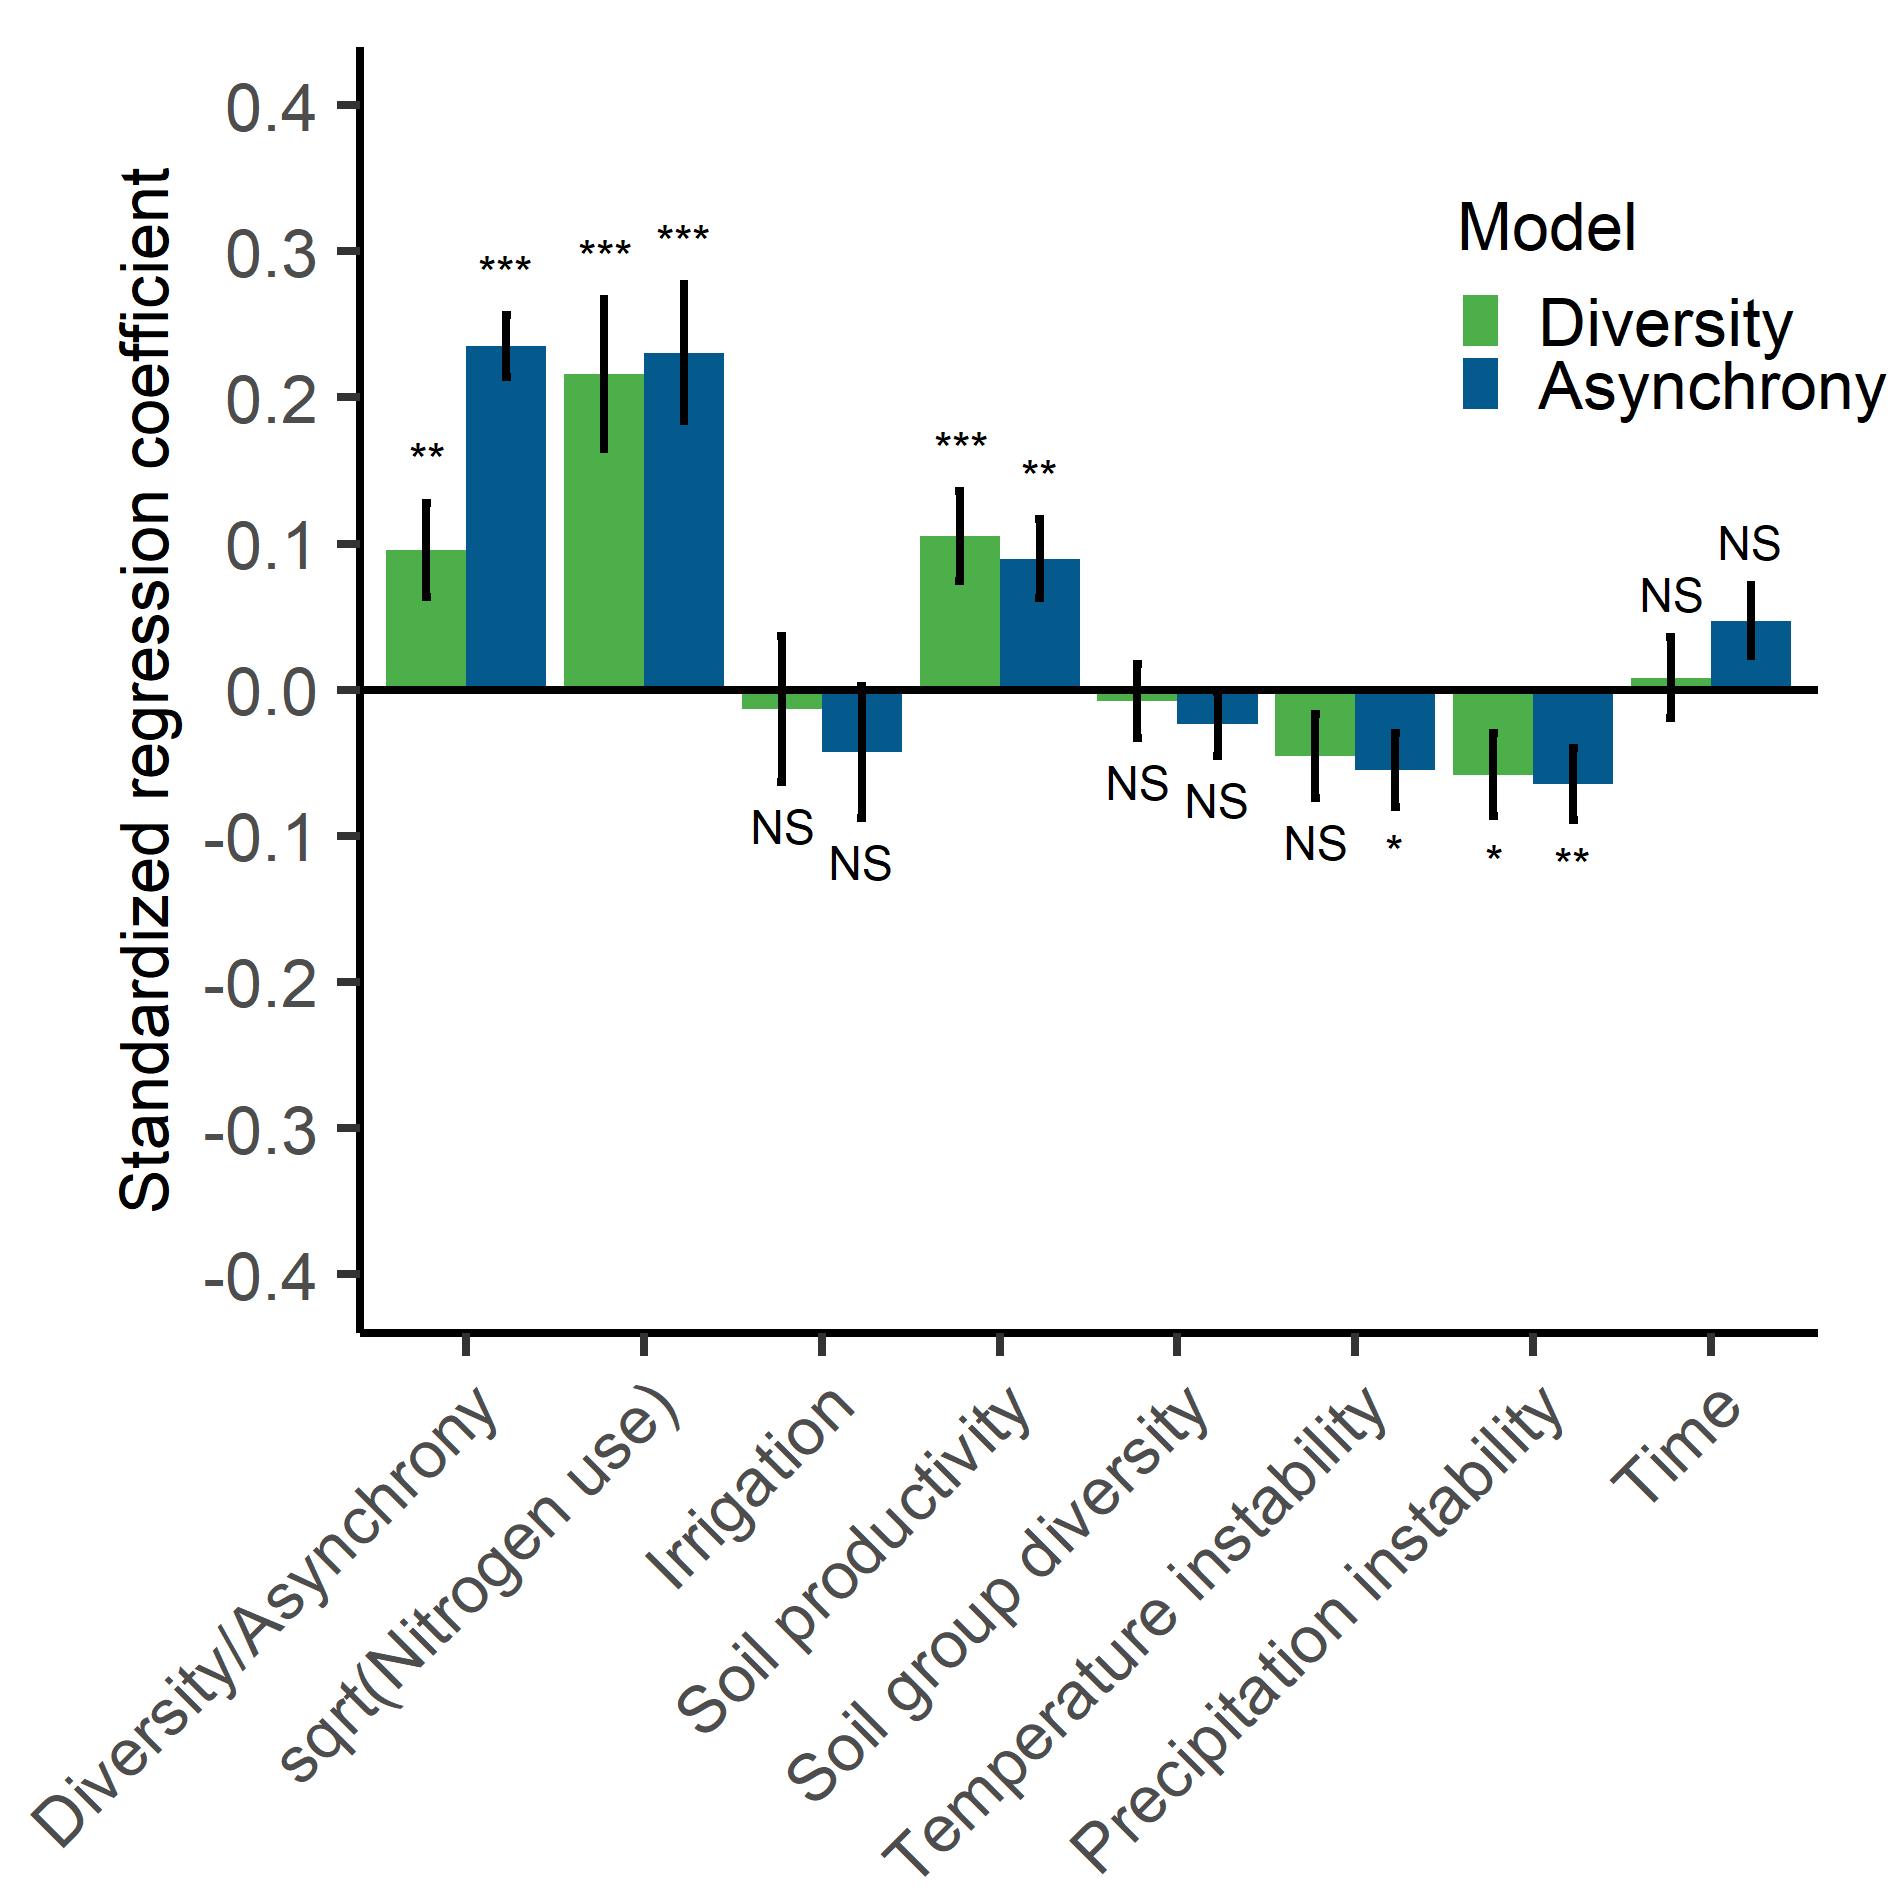 Standardized regression coefficient
0.4
0.3
0.2
0.1
0.0
-0.1
-0.2
-0.3
-0.4
***
***
***
**
***
**
NS
NS
NS
NS
NS
NS
NS
*
*
**
Model
Diversity
Asynchrony
Diversity/Asynchrony
sqrt(Nitrogen use)
Irrigation
Soil productivity
Soil group diversity
Temperature instability
Precipitation instability
Time